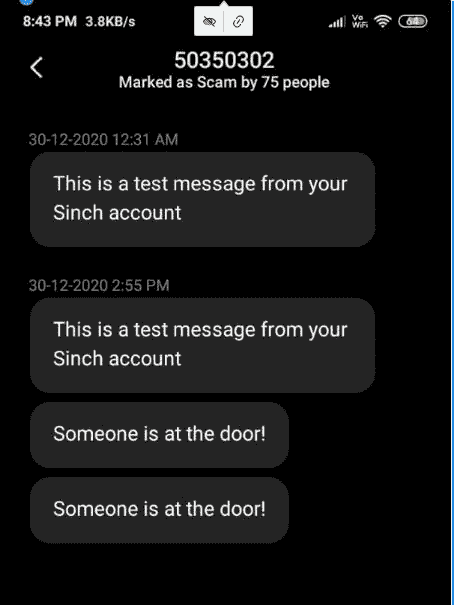 8:43 PM 3.8KB/s Vo WiFi 64
50350302
Marked as Scam by 75 people
30-12-2020 12:31 AM
This is a test message from your
Sinch account
30-12-2020 2:55 PM
This is a test message from your
Sinch account
Someone is at the door!
Someone is at the door!